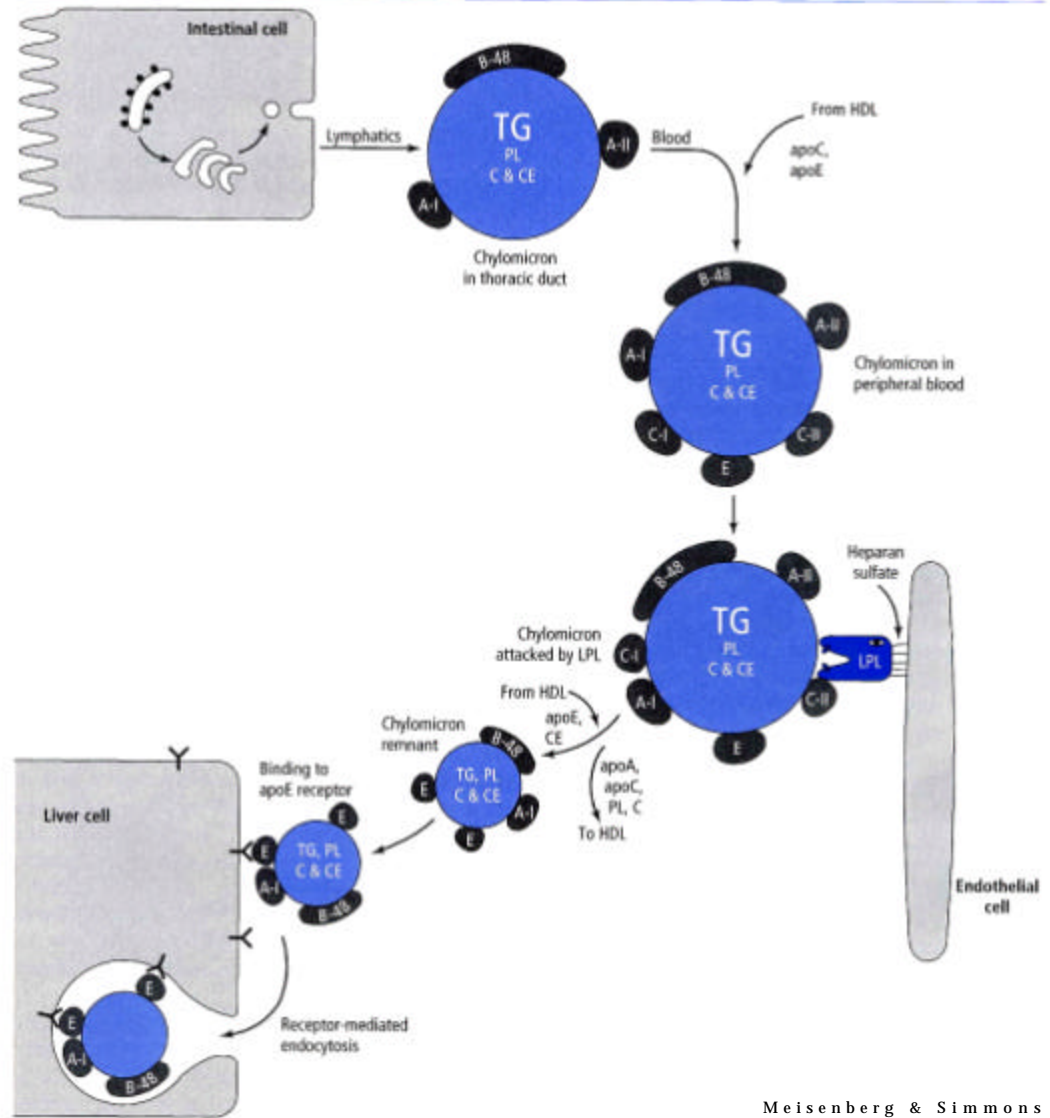 Intestinal cell
B-48
TG
PL
C & CE
A-I
A-II
Lymphatics
Blood
From HDL
apoC,
apoE
Chylomicron
in thoracic duct
B-48
A-I
A-II
TG
PL
C & CE
C-I
C-II
E
Chylomicron in
peripheral blood
B-48
A-II
TG
PL
C & CE
C-I
A-I
E
C-II
LPL
Heparan
sulfate
Chylomicron
attacked by LPL
From HDL
apoE,
CE
apoA,
apoC,
PL, C
To HDL
Endothelial
cell
Chylomicron
remnant
B-48
E
TG, PL
C & CE
A-I
E
Binding to
apoE receptor
E
E
TG, PL
C & CE
A-I
B-48
Liver cell
E
E
A-I
B-48
Receptor-mediated
endocytosis
Meisenberg & Simmons